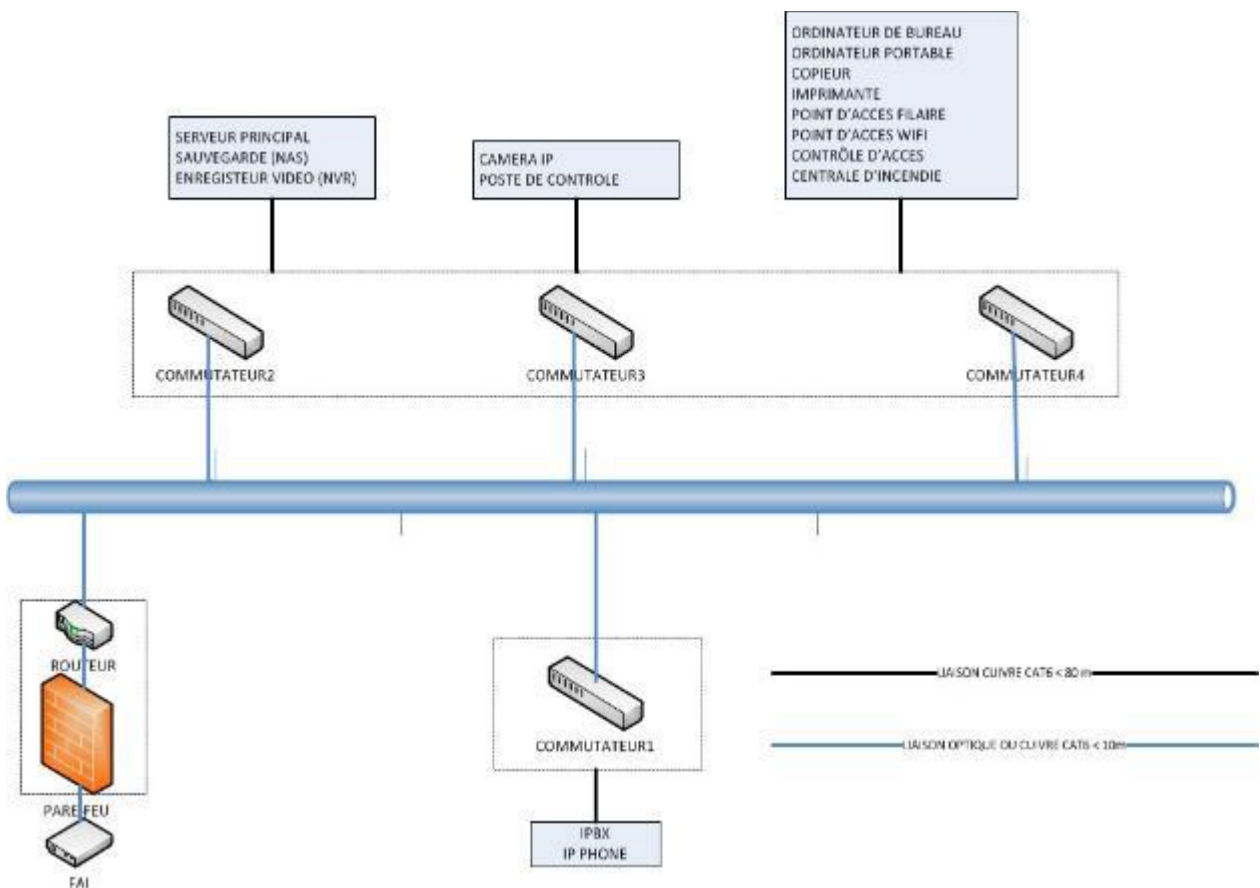 ORDINATEUR DE BUREAU
ORDINATEUR PORTABLE
COPIEUR
IMPRIMANTE
POINT D'ACCES FILAIRE
POINT D'ACCES WIFI
CONTRÔLE D'ACCES
CENTRALE D'INCENDIE
SERVEUR PRINCIPAL
SAUVEGARDE (NAS)
ENREGISTEUR VIDEO (NVR)
CAMERA IP
POSTE DE CONTROLE
COMMUTATEUR2
COMMUTATEUR3
COMMUTATEUR4
ROUTEUR
PARE FEU
FAI
COMMUTATEUR1
IPBX
IP PHONE
LIAISON CUIVRE CAT6 < 80 m
LIAISON OPTIQUE OU CUIVRE CAT6 < 10m